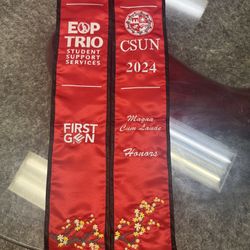 EOP
TRIO
STUDENT
SUPPORT
SERVICES
FIRST
GEN
CSUN
2024
Magna
Cum Laude
Honors